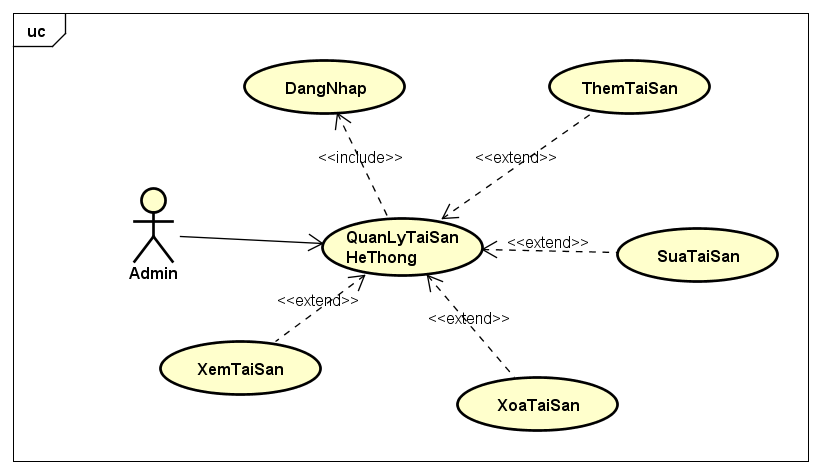 uc
DangNhap
ThemTaiSan
<<include>>
<<extend>>
QuanLyTaiSan
HeThong
<<extend>>
SuaTaiSan
Admin
<<extend>>
<<extend>>
XemTaiSan
XoaTaiSan